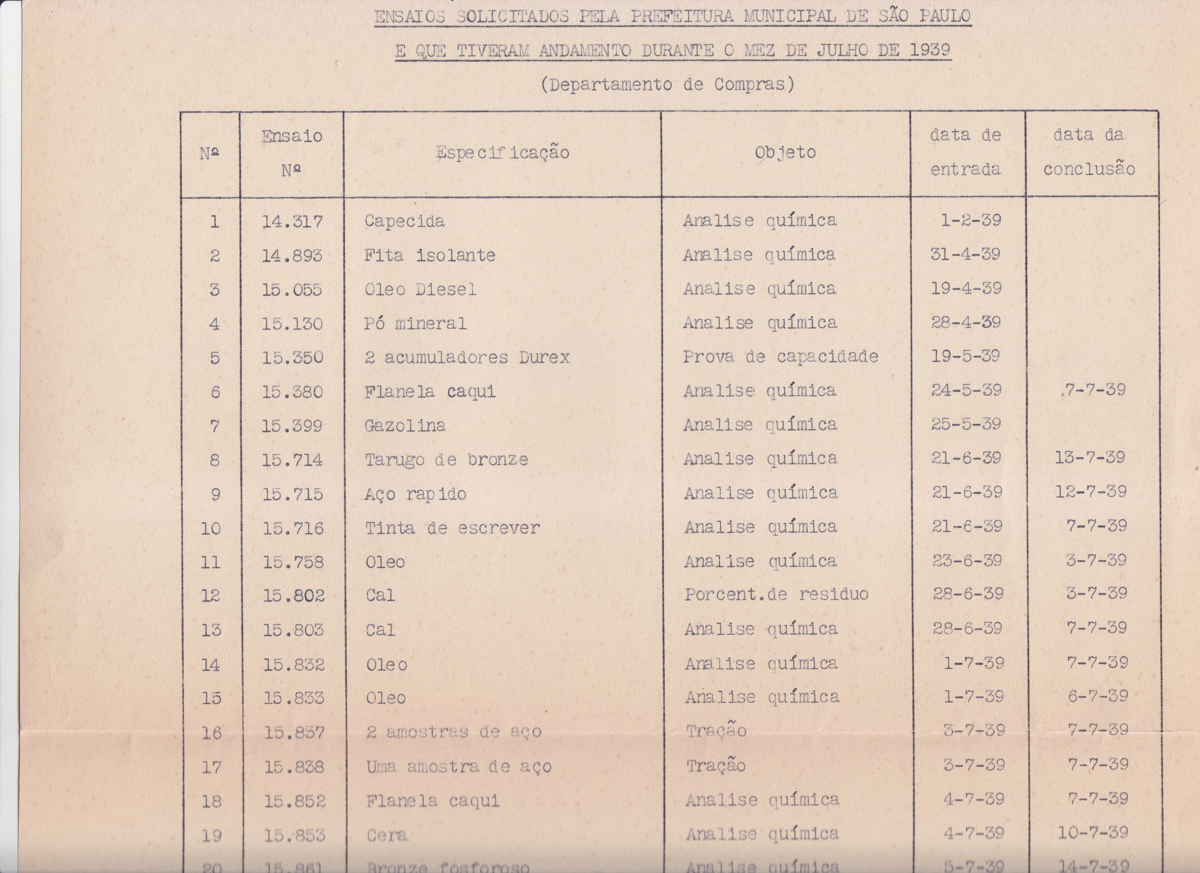 ENSAIOS SOLICITADOS PELA PREFEITURA MUNICIPAL DE SÃO PAULO
E QUE TIVERAM ANDAMENTO DURANTE O MEZ DE JULHO DE 1939
(Departamento de Compras)
Nº Ensaio Nº Especificação Objeto data de entrada data da conclusão
1 14.317 Capecida Analise química 1-2-39
2 14.893 Fita isolante Analise química 31-4-39
3 15.055 Oleo Diesel Analise química 19-4-39
4 15.130 Pó mineral Analise química 28-4-39
5 15.350 2 acumuladores Durex Prova de capacidade 19-5-39
6 15.380 Flanela caqui Analise química 24-5-39 7-7-39
7 15.399 Gazolina Analise química 25-5-39
8 15.714 Tarugo de bronze Analise química 21-6-39 13-7-39
9 15.715 Aço rapido Analise química 21-6-39 12-7-39
10 15.716 Tinta de escrever Analise química 21-6-39 7-7-39
11 15.758 Oleo Analise química 23-6-39 3-7-39
12 15.802 Cal Porcent.de residuo 28-6-39 3-7-39
13 15.803 Cal Analise química 28-6-39 7-7-39
14 15.832 Oleo Analise química 1-7-39 7-7-39
15 15.833 Oleo Analise química 1-7-39 6-7-39
16 15.837 2 amostras de aço Tração 3-7-39 7-7-39
17 15.838 Uma amostra de aço Tração 3-7-39 7-7-39
18 15.852 Flanela caqui Analise química 4-7-39 7-7-39
19 15.853 Cera Analise química 4-7-39 10-7-39
20 15.861 Bronze fosforoso Analise química 5-7-39 14-7-39